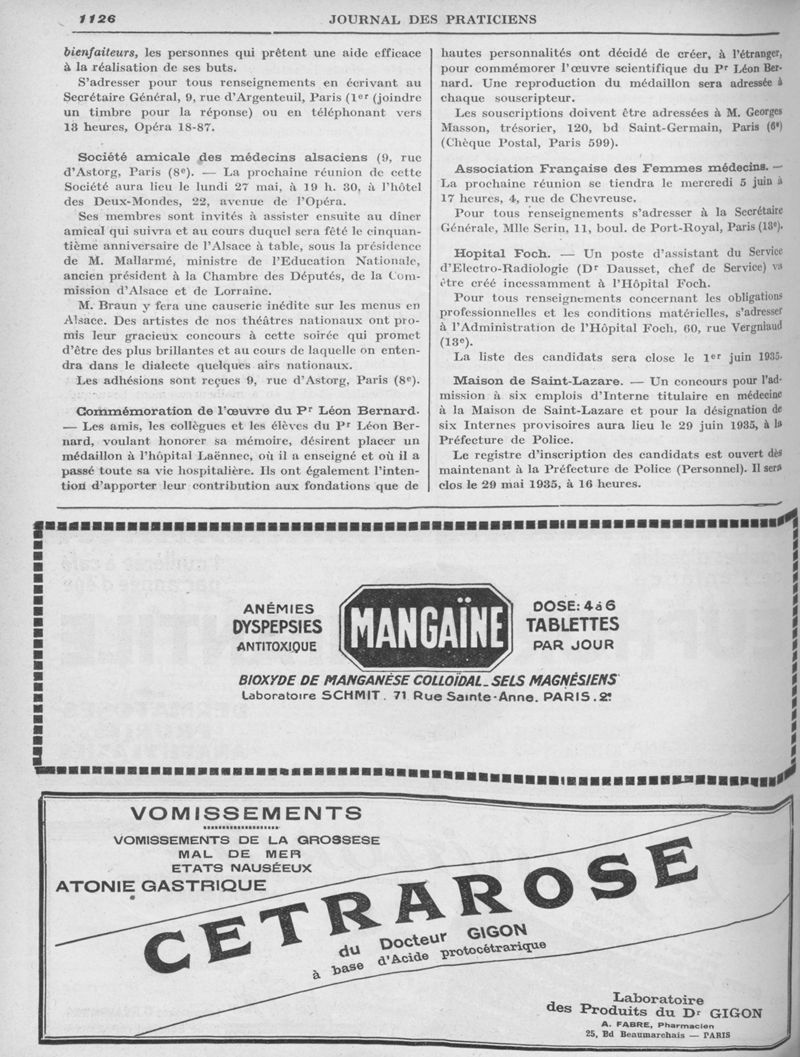 1126
JOURNAL DES PRATICIENS
bienfaiteurs, les personnes qui prêtent une aide efficace
à la réalisation de ses buts.
S'adresser pour tous renseignements en écrivant au
Secrétaire Général, 9, rue d'Argenteuil, Paris (1er (joindre
un timbre pour la réponse) ou en téléphonant vers
13 heures, Opéra 18-87.
Société amicale des médecins alsaciens (9, rue
d'Astorg, Paris (8e). — La prochaine réunion de cette
Société aura lieu le lundi 27 mai, à 19 h. 30, à l'hôtel
des Deux-Mondes, 22, avenue de l'Opéra.
Ses membres sont invités à assister ensuite au dîner
amical qui suivra et au cours duquel sera fêté le cinquan-
tième anniversaire de l'Alsace à table, sous la présidence
de M. Mallarmé, ministre de l'Education Nationale,
ancien président à la Chambre des Députés, de la Com-
mission d'Alsace et de Lorraine.
M. Braun y fera une causerie inédite sur les menus en
Alsace. Des artistes de nos théâtres nationaux ont pro-
mis leur gracieux concours à cette soirée qui promet
d'être des plus brillantes et au cours de laquelle on enten-
dra dans le dialecte quelques airs nationaux.
Les adhésions sont reçues 9, rue d'Astorg, Paris (8e).
Commémoration de l'œuvre du Pr Léon Bernard.
— Les amis, les collègues et les élèves du Pr Léon Ber-
nard, voulant honorer sa mémoire, désirent placer un
médaillon à l'hôpital Laënnec, où il a enseigné et où il a
passé toute sa vie hospitalière. Ils ont également l'inten-
tion d'apporter leur contribution aux fondations que de
hautes personnalités ont décidé de créer, à l'étranger,
pour commémorer l'œuvre scientifique du Pr Léon Ber-
nard. Une reproduction du médaillon sera adressée à
chaque souscripteur.
Les souscriptions doivent être adressées à M. Georges
Masson, trésorier, 120, bd Saint-Germain, Paris (6e)
(Chèque Postal, Paris 599).
Association Française des Femmes médecins. —
La prochaine réunion se tiendra le mercredi 5 juin à
17 heures, 4, rue de Chevreuse.
Pour tous renseignements s'adresser à la Secrétaire
Générale, Mlle Serin, 11, boul. de Port-Royal, Paris (13e).
Hopital Foch. — Un poste d'assistant du Service
d'Electro-Radiologie (Dr Dausset, chef de Service) va
être créé incessamment à l'Hôpital Foch.
Pour tous renseignements concernant les obligations
professionnelles et les conditions matérielles, s'adresser
à l'Administration de l'Hôpital Foch, 60, rue Vergniaud
(13e).
La liste des candidats sera close le 1er juin 1935.
Maison de Saint-Lazare. — Un concours pour l'ad-
mission à six emplois d'Interne titulaire en médecine
à la Maison de Saint-Lazare et pour la désignation de
six Internes provisoires aura lieu le 29 juin 1935, à la
Préfecture de Police.
Le registre d'inscription des candidats est ouvert dès
maintenant à la Préfecture de Police (Personnel). Il sera
clos le 29 mai 1935, à 16 heures.
ANÉMIES
DYSPEPSIES
ANTITOXIQUE
MANGAÏNE
DOSE: 4 à 6
TABLETTES
PAR JOUR
BIOXYDE DE MANGANÈSE COLLOÏDAL_SELS MAGNÉSIENS
Laboratoire SCHMIT. 71 Rue Sainte-Anne. PARIS. 2e
VOMISSEMENTS
VOMISSEMENTS DE LA GROSSESE
MAL DE MER
ETATS NAUSÉEUX
ATONIE GASTRIQUE
CETRAROSE
du Docteur GIGON
à base d'Acide protocétrarique
Laboratoire
des Produits du Dr GIGON
A. FABRE, Pharmacien
25, Bd Beaumarchais — PARIS